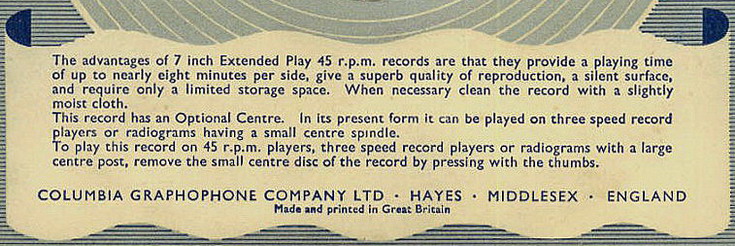 The advantages of 7 inch Extended Play 45 r.p.m. records are that they provide a playing time
of up to nearly eight minutes per side, give a superb quality of reproduction, a silent surface,
and require only a limited storage space. When necessary clean the record with a slightly
moist cloth.
This record has an Optional Centre. In its present form it can be played on three speed record
players or radiograms having a small centre spindle.
To play this record on 45 r.p.m. players, three speed record players or radiograms with a large
centre post, remove the small centre disc of the record by pressing with the thumbs.
COLUMBIA GRAPHOPHONE COMPANY LTD · HAYES · MIDDLESEX · ENGLAND
Made and printed in Great Britain